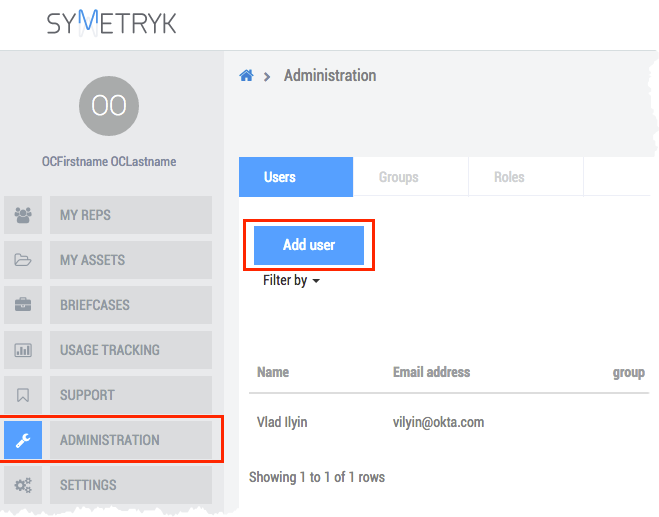 SYMETRYK
Administration
OO
OCFirstname OCLastname
Users
Groups
Roles
MY REPS
Add user
MY ASSETS
Filter by
BRIEFCASES
USAGE TRACKING
Name Email address group
SUPPORT
Vlad Ilyin vilyin@okta.com
ADMINISTRATION
Showing 1 to 1 of 1 rows
SETTINGS